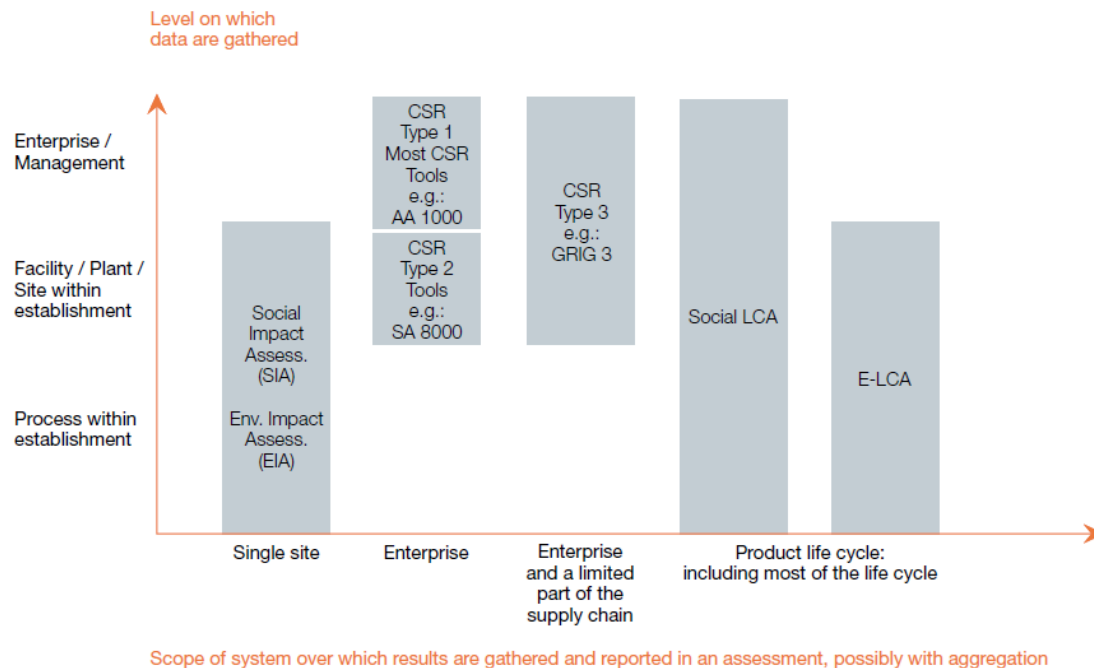 Level on which
data are gathered
Enterprise /
Management
Facility / Plant /
Site within
establishment
Process within
establishment
Social
Impact
Assess.
(SIA)
Env. Impact
Assess.
(EIA)
CSR
Type 1
Most CSR
Tools
e.g.:
AA 1000
CSR
Type 2
Tools
e.g.:
SA 8000
CSR
Type 3
e.g.:
GRIG 3
Social LCA
E-LCA
Single site
Enterprise
Enterprise
and a limited
part of the
supply chain
Product life cycle:
including most of the life cycle
Scope of system over which results are gathered and reported in an assessment, possibly with aggregation